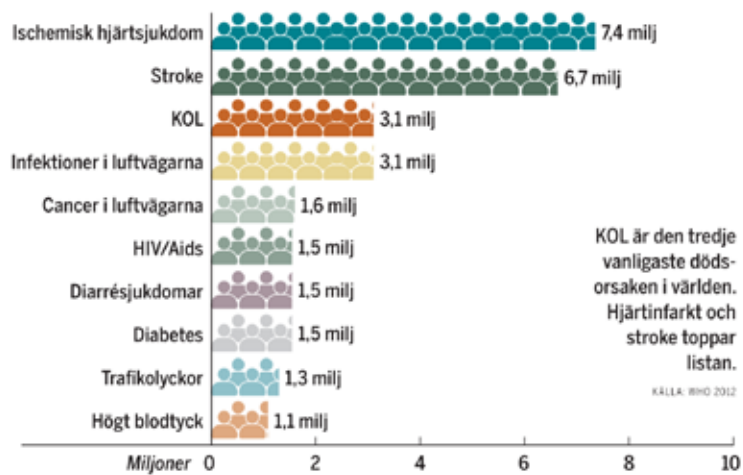 Ischemisk hjärtsjukdom 7,4 milj
Stroke 6,7 milj
KOL 3,1 milj
Infektioner i luftvägarna 3,1 milj
Cancer i luftvägarna 1,6 milj
HIV/Aids 1,5 milj
Diarrésjukdomar 1,5 milj
Diabetes 1,5 milj
Trafikolyckor 1,3 milj
Högt blodtyck 1,1 milj
KOL är den tredje
vanligaste döds-
orsaken i världen.
Hjärtinfarkt och
stroke toppar
listan.
KÄLLA: WHO 2012
Miljoner 0 2 4 6 8 10